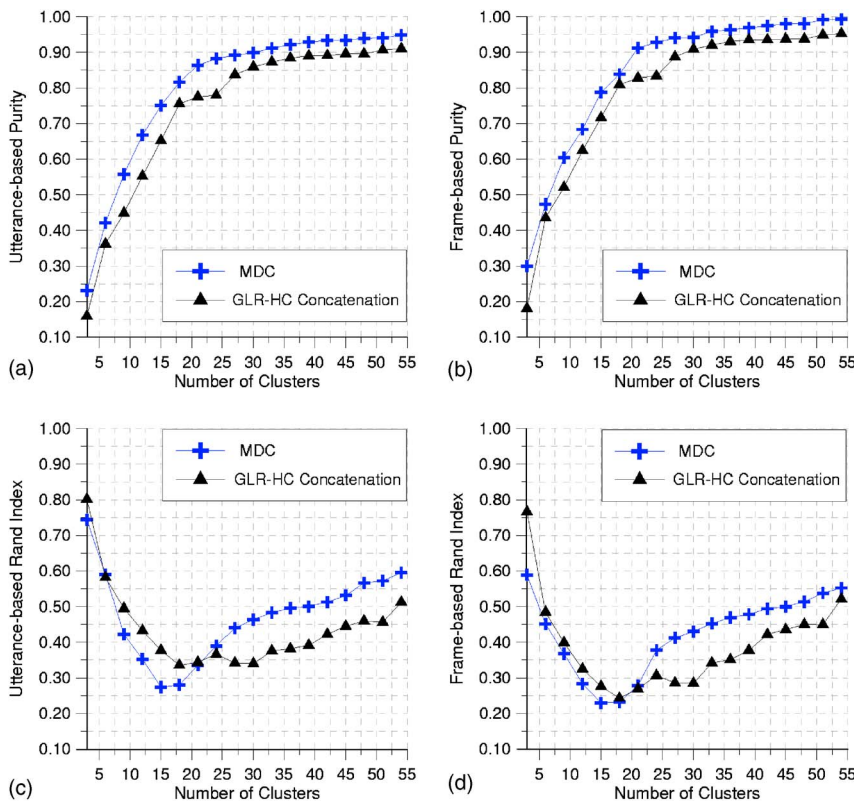 1.00
0.90
0.80
0.70
0.60
0.50
0.40
0.30
0.20
0.10
Utterance-based Purity
MDC
GLR-HC Concatenation
5 10 15 20 25 30 35 40 45 50 55
Number of Clusters
(a)
1.00
0.90
0.80
0.70
0.60
0.50
0.40
0.30
0.20
0.10
Frame-based Purity
MDC
GLR-HC Concatenation
5 10 15 20 25 30 35 40 45 50 55
Number of Clusters
(b)
1.00
0.90
0.80
0.70
0.60
0.50
0.40
0.30
0.20
0.10
Utterance-based Rand Index
MDC
GLR-HC Concatenation
5 10 15 20 25 30 35 40 45 50 55
Number of Clusters
(c)
1.00
0.90
0.80
0.70
0.60
0.50
0.40
0.30
0.20
0.10
Frame-based Rand Index
MDC
GLR-HC Concatenation
5 10 15 20 25 30 35 40 45 50 55
Number of Clusters
(d)